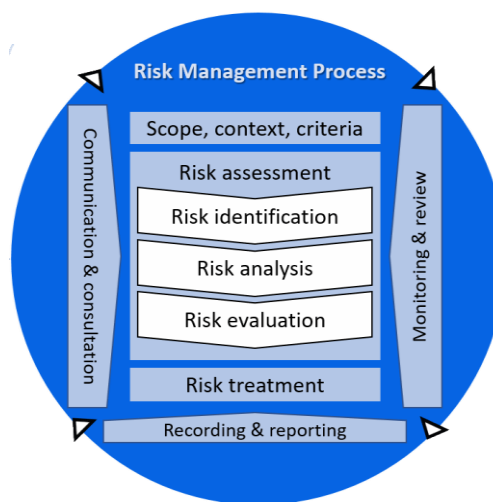 Risk Management Process
Scope, context, criteria
Risk assessment
Risk identification
Risk analysis
Risk evaluation
Risk treatment
Communication & consultation
Monitoring & review
Recording & reporting